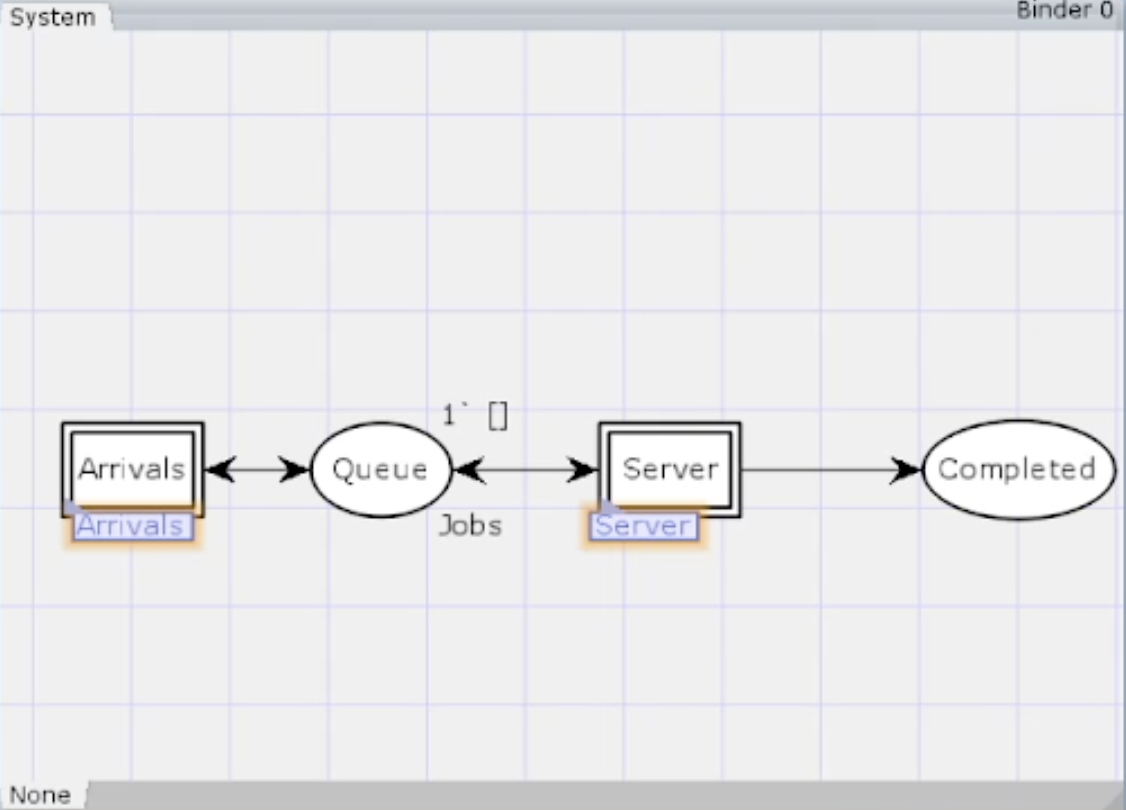 System
Binder 0
1` []
Arrivals
Queue
Server
Completed
Arrivals
Jobs
Server
None